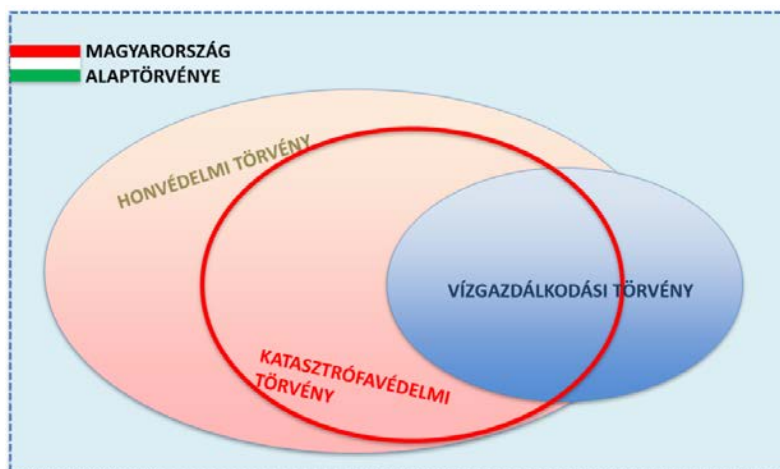 MAGYARORSZÁG
ALAPTÖRVÉNYE
HONVÉDELMI TÖRVÉNY
VÍZGAZDÁLKODÁSI TÖRVÉNY
KATASZTRÓFAVÉDELMI
TÖRVÉNY